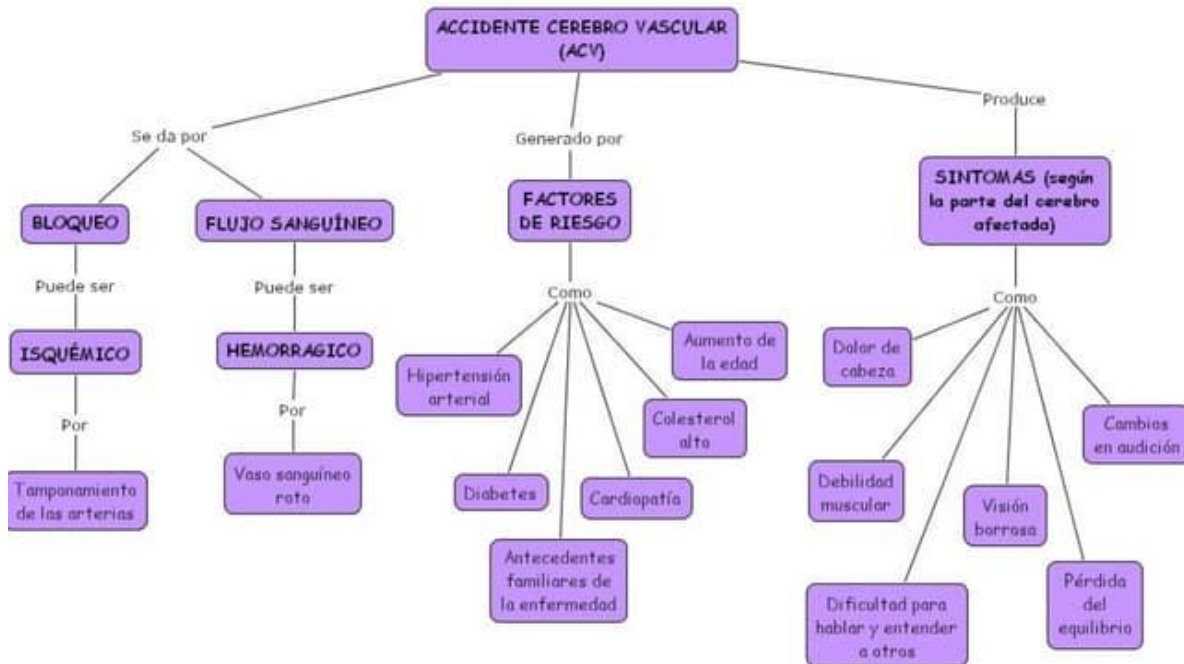 ACCIDENTE CEREBRO VASCULAR
(ACV)
Se da por
Generado por
Produce
BLOQUEO
FLUJO SANGUÍNEO
FACTORES
DE RIESGO
SINTOMAS (según
la parte del cerebro
afectada)
Puede ser
Puede ser
Como
Como
ISQUÉMICO
HEMORRAGICO
Por
Por
Tamponamiento
de las arterias
Vaso sanguíneo
roto
Hipertensión
arterial
Diabetes
Antecedentes
familiares de
la enfermedad
Cardiopatía
Colesterol
alto
Aumento de
la edad
Dolor de
cabeza
Debilidad
muscular
Dificultad para
hablar y entender
a otros
Visión
borrosa
Pérdida
del
equilibrio
Cambios
en audición